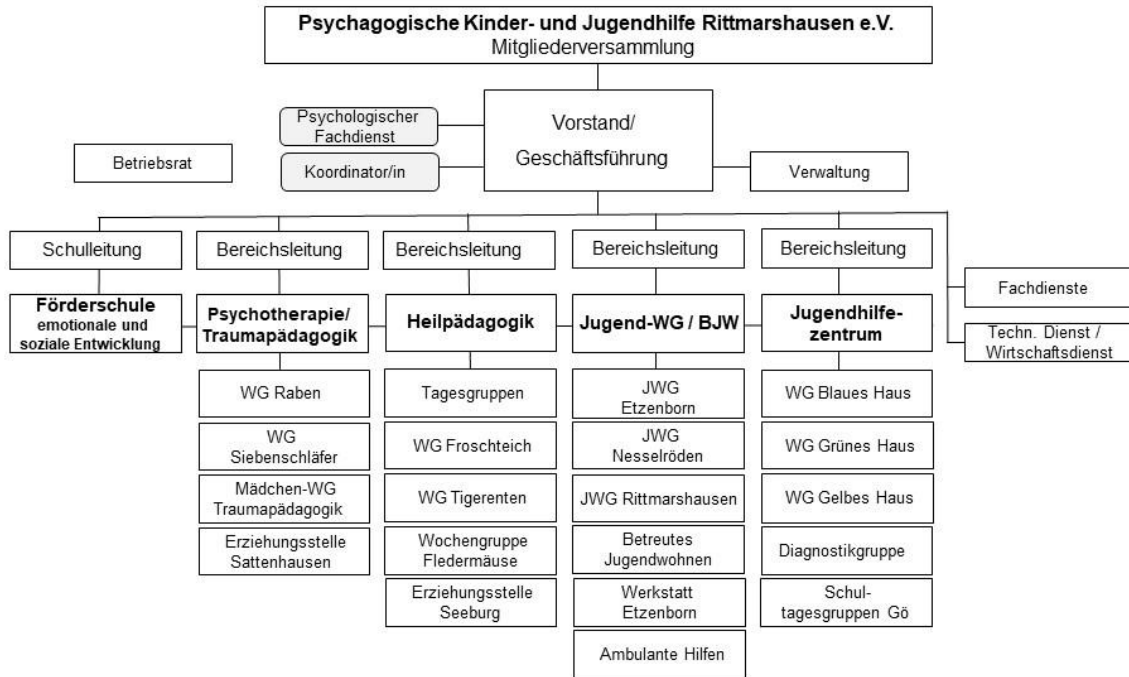 Psychagogische Kinder- und Jugendhilfe Rittmarshausen e.V.
Mitgliederversammlung
Psychologischer
Fachdienst
Vorstand/
Geschäftsführung
Betriebsrat
Koordinator/in
Verwaltung
Schulleitung
Bereichsleitung
Bereichsleitung
Bereichsleitung
Bereichsleitung
Fachdienste
Techn. Dienst /
Wirtschaftsdienst
Förderschule
emotionale und
soziale Entwicklung
Psychotherapie/
Traumapädagogik
Heilpädagogik
Jugend-WG / BJW
Jugendhilfe-
zentrum
WG Raben
WG
Siebenschläfer
Mädchen-WG
Traumapädagogik
Erziehungsstelle
Sattenhausen
Tagesgruppen
WG Froschteich
WG Tigerenten
Wochengruppe
Fledermäuse
Erziehungsstelle
Seeburg
JWG
Etzenborn
JWG
Nesselröden
JWG Rittmarshausen
Betreutes
Jugendwohnen
Werkstatt
Etzenborn
Ambulante Hilfen
WG Blaues Haus
WG Grünes Haus
WG Gelbes Haus
Diagnostikgruppe
Schul-
tagesgruppen Gö